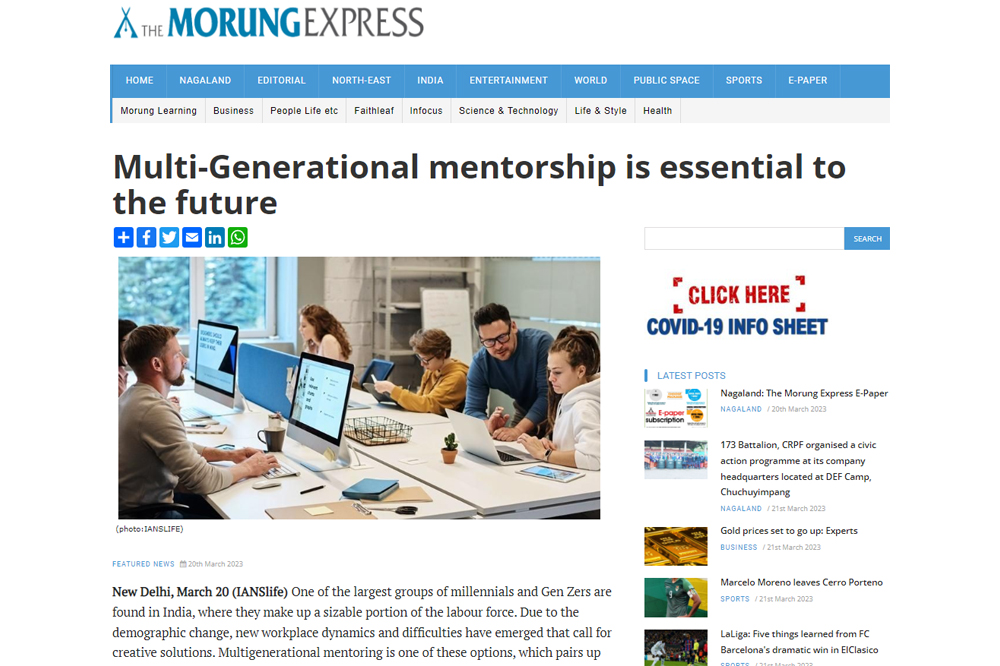 THE MORUNGEXPRESS
HOME NAGALAND EDITORIAL NORTH-EAST INDIA ENTERTAINMENT WORLD PUBLIC SPACE SPORTS E-PAPER
Morung Learning Business People Life etc Faithleaf Infocus Science & Technology Life & Style Health
Multi-Generational mentorship is essential to
the future
SEARCH
CLICK HERE
COVID-19 INFO SHEET
(photo:IANSLIFE)
FEATURED NEWS 20th March 2023
New Delhi, March 20 (IANSlife) One of the largest groups of millennials and Gen Zers are
found in India, where they make up a sizable portion of the labour force. Due to the
demographic change, new workplace dynamics and difficulties have emerged that call for
creative solutions. Multigenerational mentoring is one of these options, which pairs up
LATEST POSTS
E-paper
subscription
Nagaland: The Morung Express E-Paper
NAGALAND / 20th March 2023
173 Battalion, CRPF organised a civic
action programme at its company
headquarters located at DEF Camp,
Chuchuyimpang
NAGALAND / 21st March 2023
Gold prices set to go up: Experts
BUSINESS / 21st March 2023
Marcelo Moreno leaves Cerro Porteno
SPORTS / 21st March 2023
LaLiga: Five things learned from FC
Barcelona's dramatic win in ElClasico
SPORTS / 21st March 2023